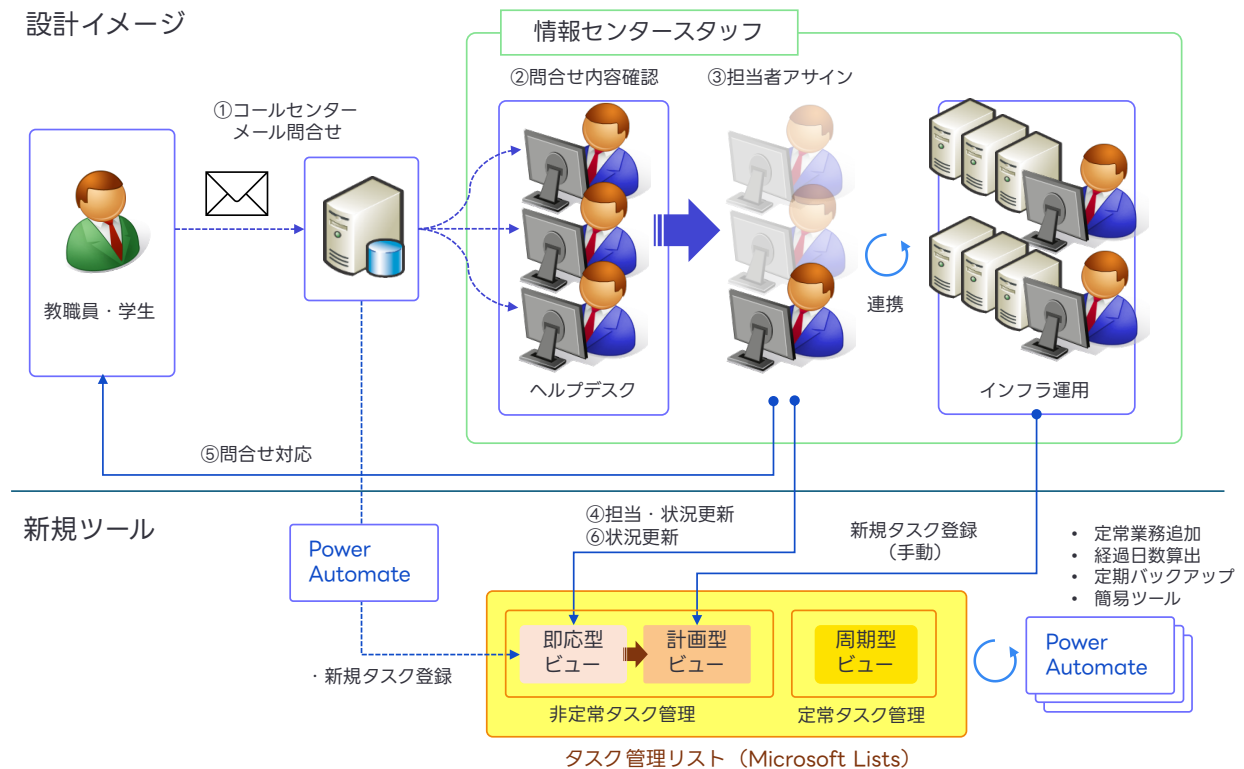 設計イメージ
情報センタースタッフ
①コールセンター
メール問合せ
②問合せ内容確認
③担当者アサイン
教職員・学生
ヘルプデスク
連携
インフラ運用
⑤問合せ対応
新規ツール
④担当・状況更新
⑥状況更新
新規タスク登録
（手動）
• 定常業務追加
• 経過日数算出
• 定期バックアップ
• 簡易ツール
Power
Automate
・新規タスク登録
即応型
ビュー
計画型
ビュー
周期型
ビュー
Power
Automate
非定常タスク管理
定常タスク管理
タスク管理リスト（Microsoft Lists）